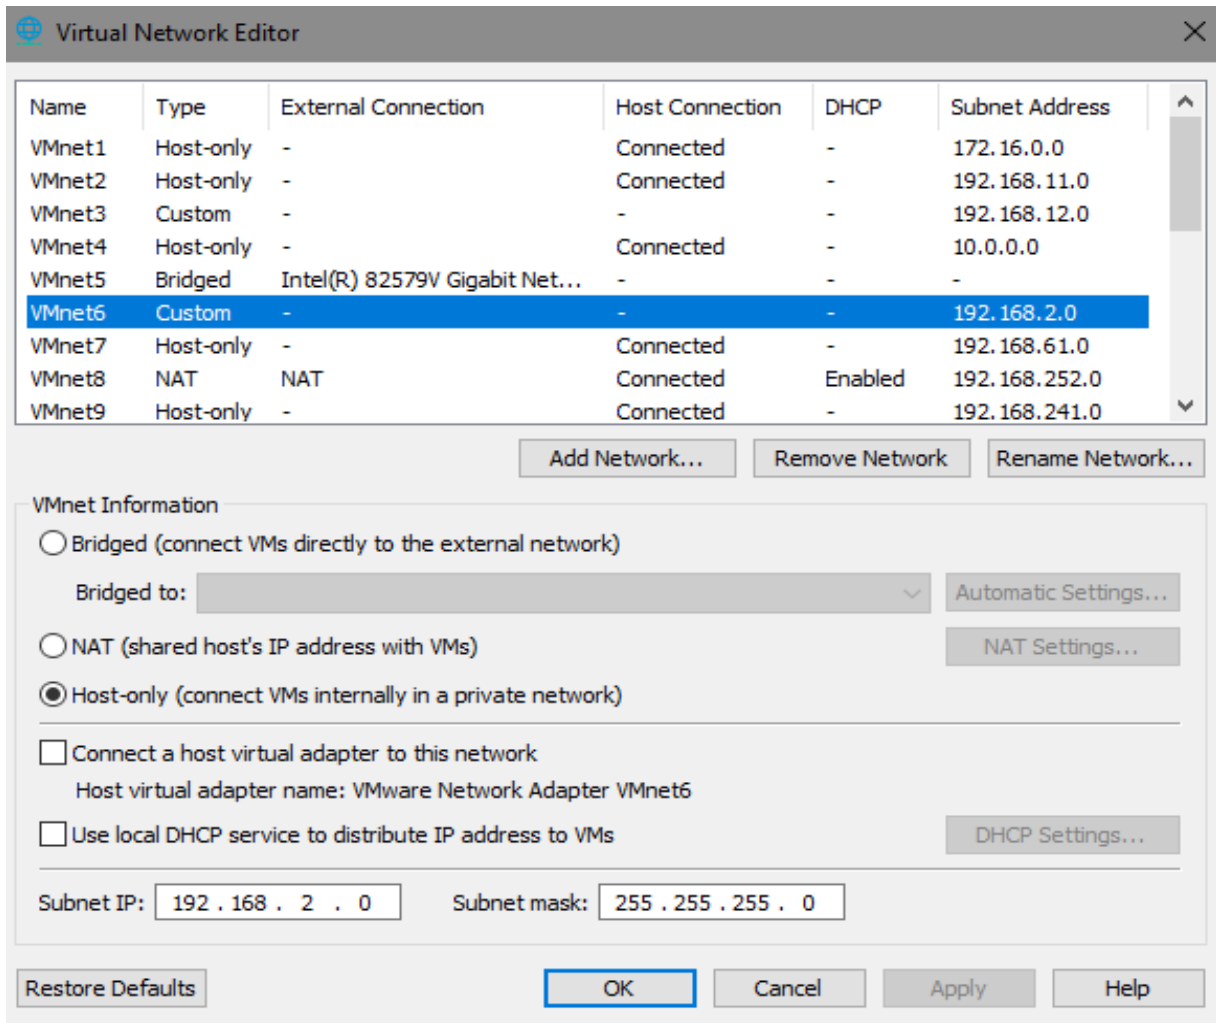 Virtual Network Editor
Name Type External Connection Host Connection DHCP Subnet Address
VMnet1 Host-only - Connected - 172.16.0.0
VMnet2 Host-only - Connected - 192.168.11.0
VMnet3 Custom - - - 192.168.12.0
VMnet4 Host-only - Connected - 10.0.0.0
VMnet5 Bridged Intel(R) 82579V Gigabit Net... - - -
VMnet6 Custom - - - 192.168.2.0
VMnet7 Host-only - Connected - 192.168.61.0
VMnet8 NAT NAT Connected Enabled 192.168.252.0
VMnet9 Host-only - Connected - 192.168.241.0
Add Network... Remove Network Rename Network...
VMnet Information
Bridged (connect VMs directly to the external network)
Bridged to: Automatic Settings...
NAT (shared host's IP address with VMs) NAT Settings...
Host-only (connect VMs internally in a private network)
Connect a host virtual adapter to this network
Host virtual adapter name: VMware Network Adapter VMnet6
Use local DHCP service to distribute IP address to VMs DHCP Settings...
Subnet IP: 192 . 168 . 2 . 0 Subnet mask: 255 . 255 . 255 . 0
Restore Defaults OK Cancel Apply Help